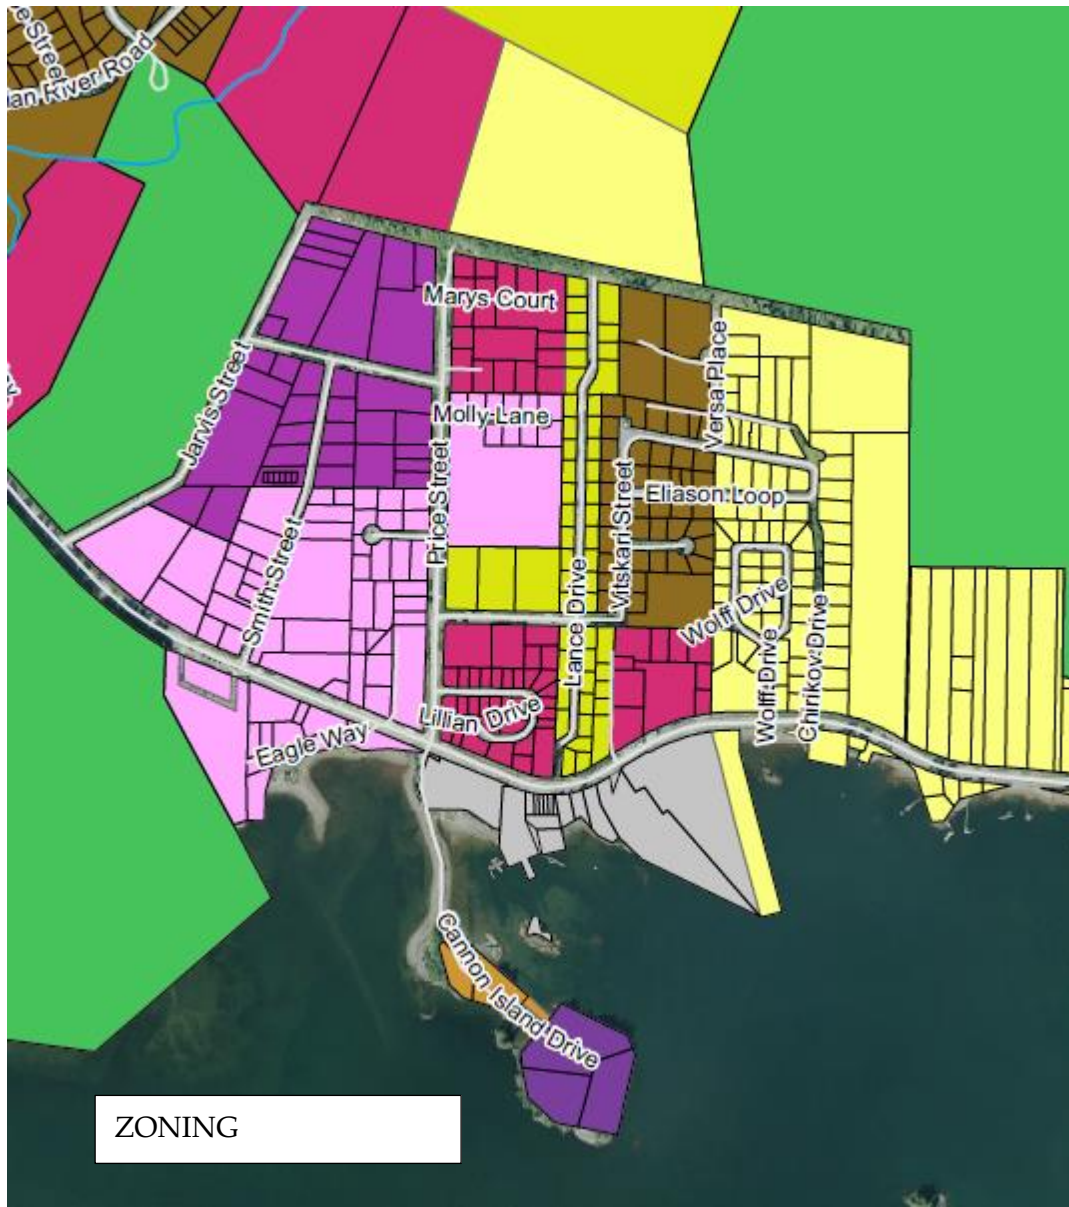 Street
River Road
Marys Court
Versa Place
Jarvis Street
Molly Lane
Price Street
Eliason Loop
Vitskari Street
Smith Street
Lance Drive
Wolff Drive
Wolff Drive
Chirikov Drive
Lillian Drive
Eagle Way
Cannon Island Drive
ZONING